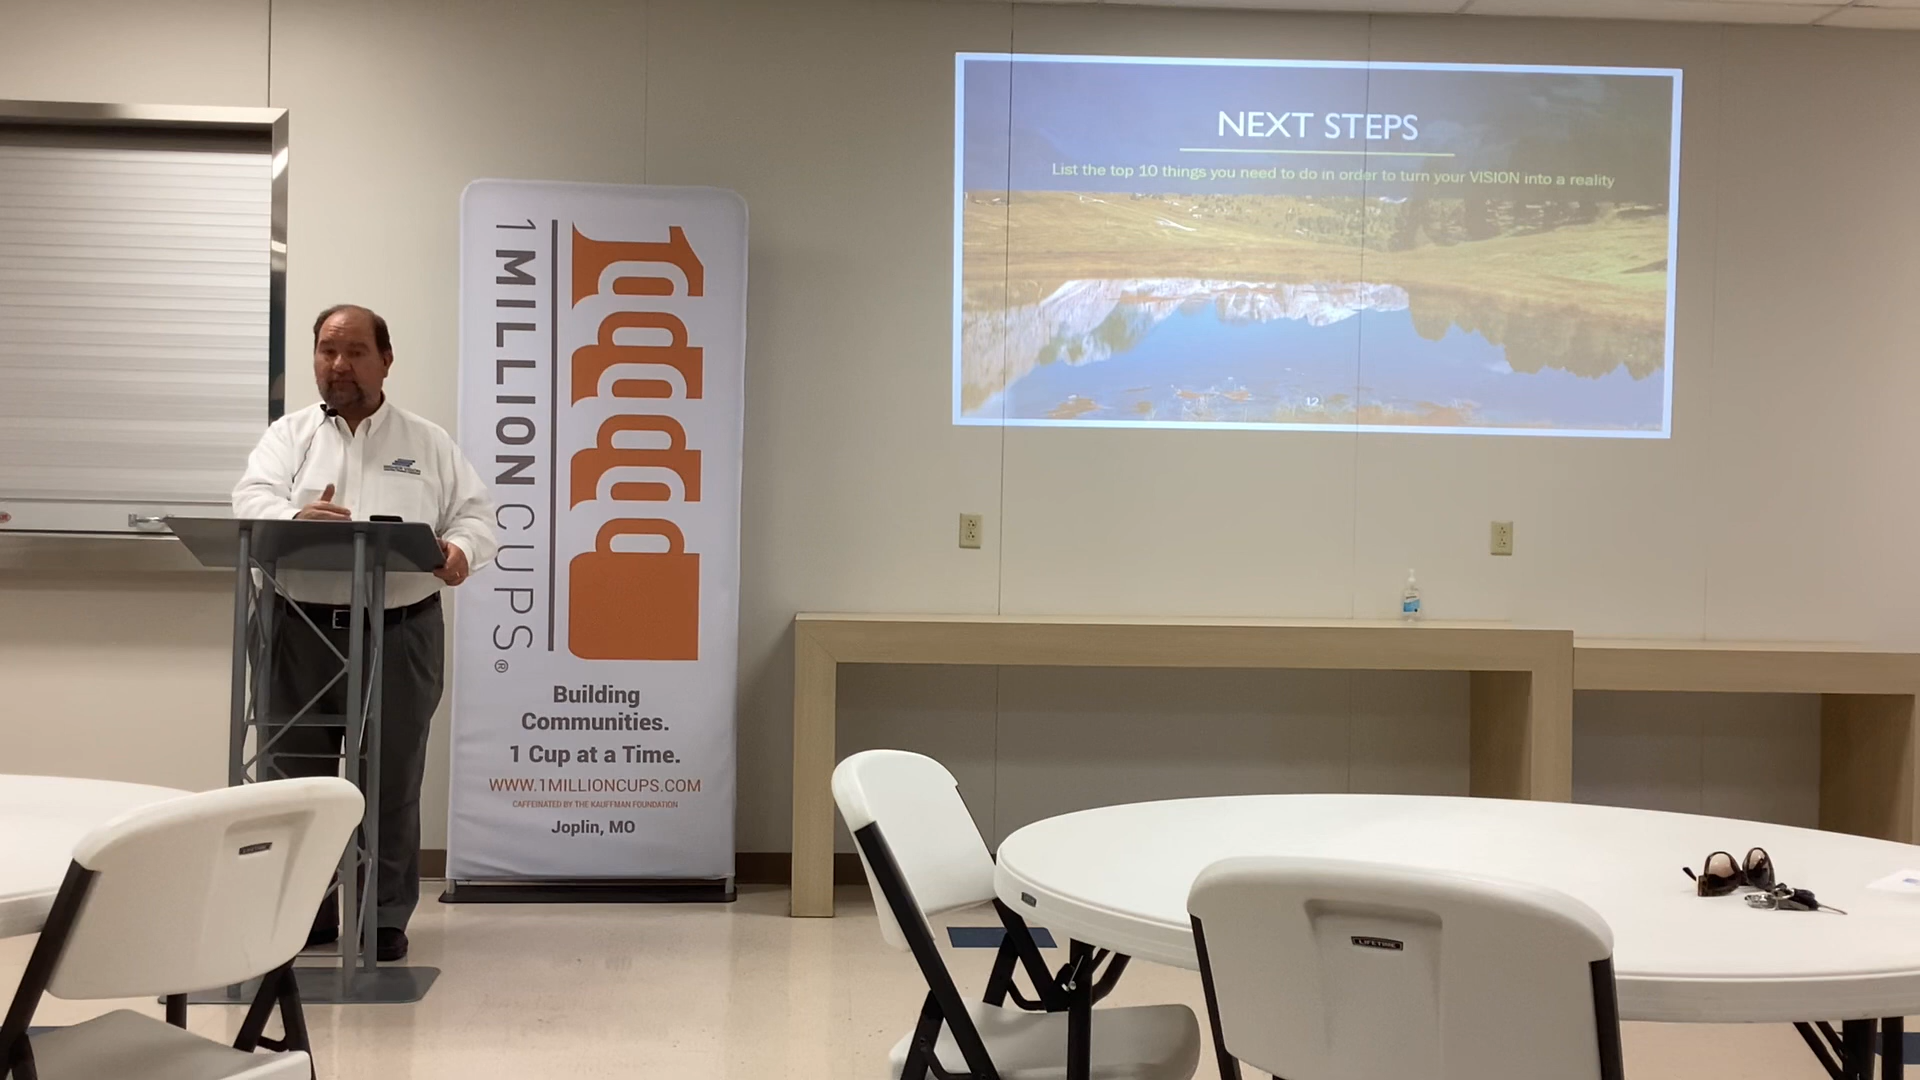 NEXT STEPS
List the top 10 things you need to do in order to turn your VISION into a reality
12
1 MILLION CUPS®
Building
Communities.
1 Cup at a Time.
WWW.1MILLIONCUPS.COM
CAFFEINATED BY THE KAUFFMAN FOUNDATION
Joplin, MO
LIFETIME
LIFETIME